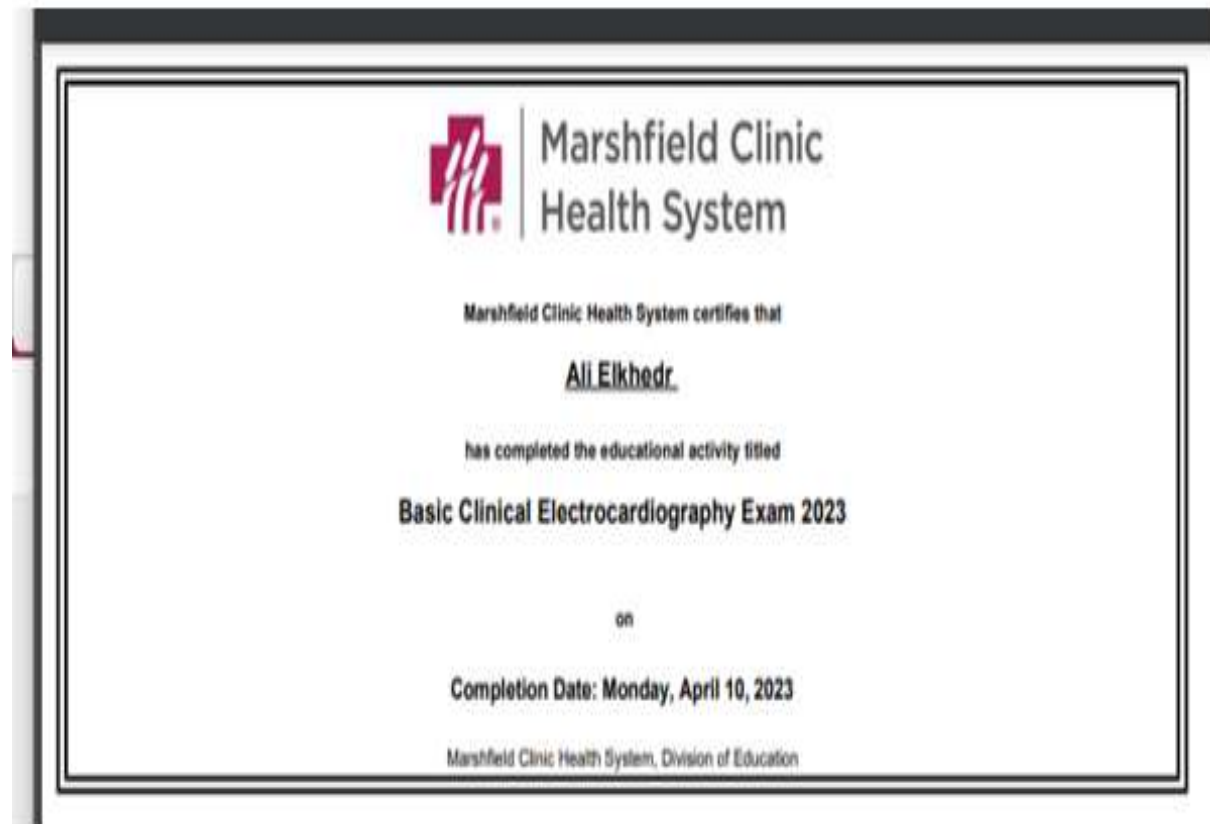 Marshfield Clinic
Health System
Marshfield Clinic Health System certifies that
Ali Elkhedr
has completed the educational activity titled
Basic Clinical Electrocardiography Exam 2023
on
Completion Date: Monday, April 10, 2023
Marshfield Clinic Health System, Division of Education